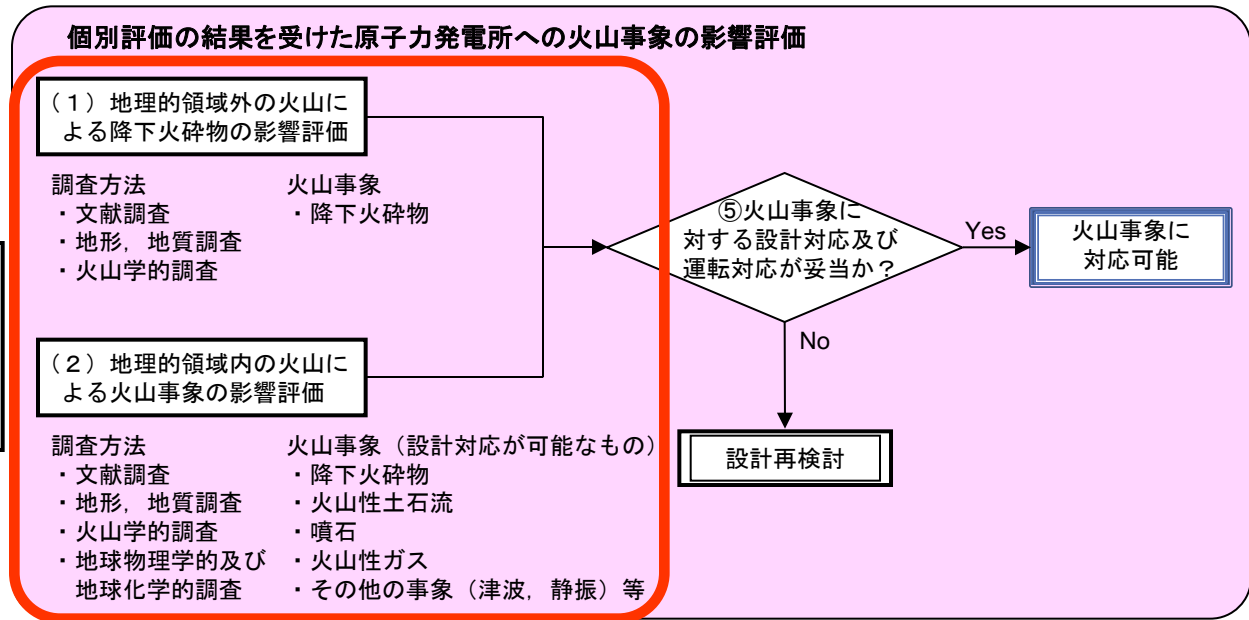 個別評価の結果を受けた原子力発電所への火山事象の影響評価
（１）地理的領域外の火山に
よる降下火砕物の影響評価
調査方法
・文献調査
・地形，地質調査
・火山学的調査
火山事象
・降下火砕物
⑤火山事象に
対する設計対応及び
運転対応が妥当か？
Yes
火山事象に
対応可能
No
設計再検討
（２）地理的領域内の火山に
よる火山事象の影響評価
調査方法
・文献調査
・地形，地質調査
・火山学的調査
・地球物理学的及び
地球化学的調査
火山事象（設計対応が可能なもの）
・降下火砕物
・火山性土石流
・噴石
・火山性ガス
・その他の事象（津波，静振）等